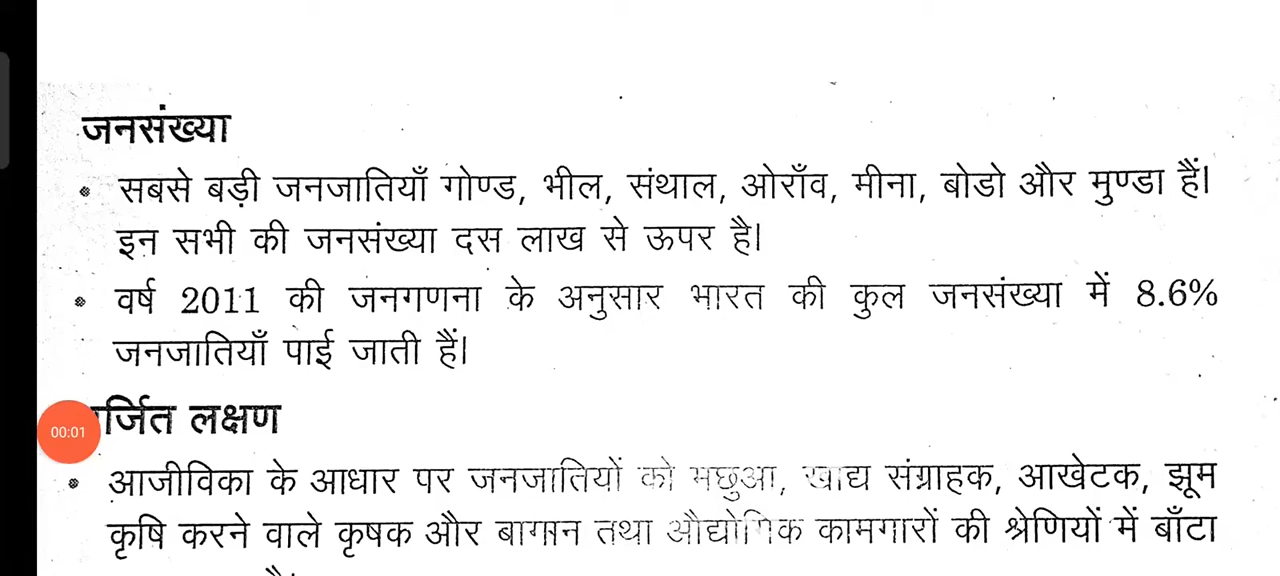 जनसंख्या
• सबसे बड़ी जनजातियाँ गोण्ड, भील, संथाल, ओराँव, मीना, बोडो और मुण्डा हैं।
इन सभी की जनसंख्या दस लाख से ऊपर है।
• वर्ष 2011 की जनगणना के अनुसार भारत की कुल जनसंख्या में 8.6%
जनजातियाँ पाई जाती हैं।
लक्षण
00:01
• आजीविका के आधार पर जनजातियों को मछुआ, खाद्य संग्राहक, आखेटक, झूम
कृषि करने वाले कृषक और बागान तथा औद्योगिक कामगारों की श्रेणियों में बाँटा